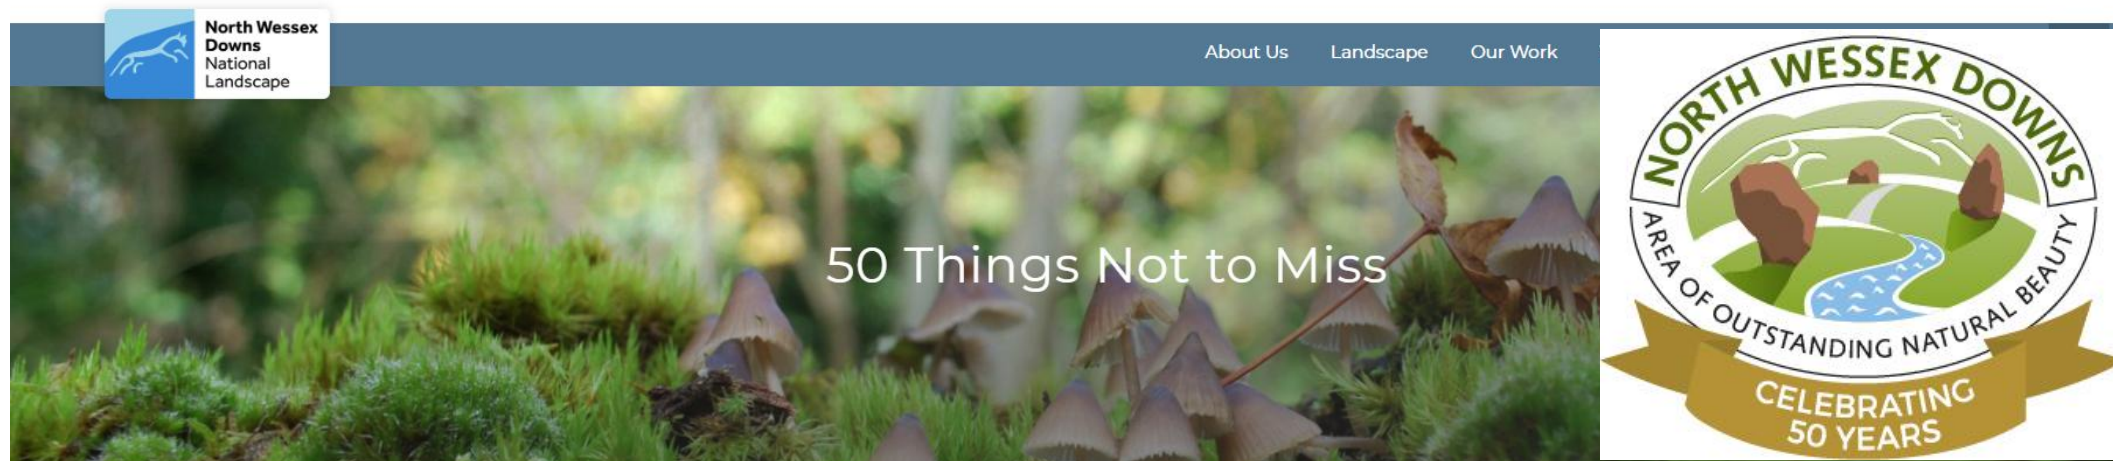 North Wessex
Downs
National
Landscape
About Us
Landscape
Our Work
50 Things Not to Miss
NORTH WESSEX DOWNS
AREA OF OUTSTANDING NATURAL BEAUTY
CELEBRATING
50 YEARS